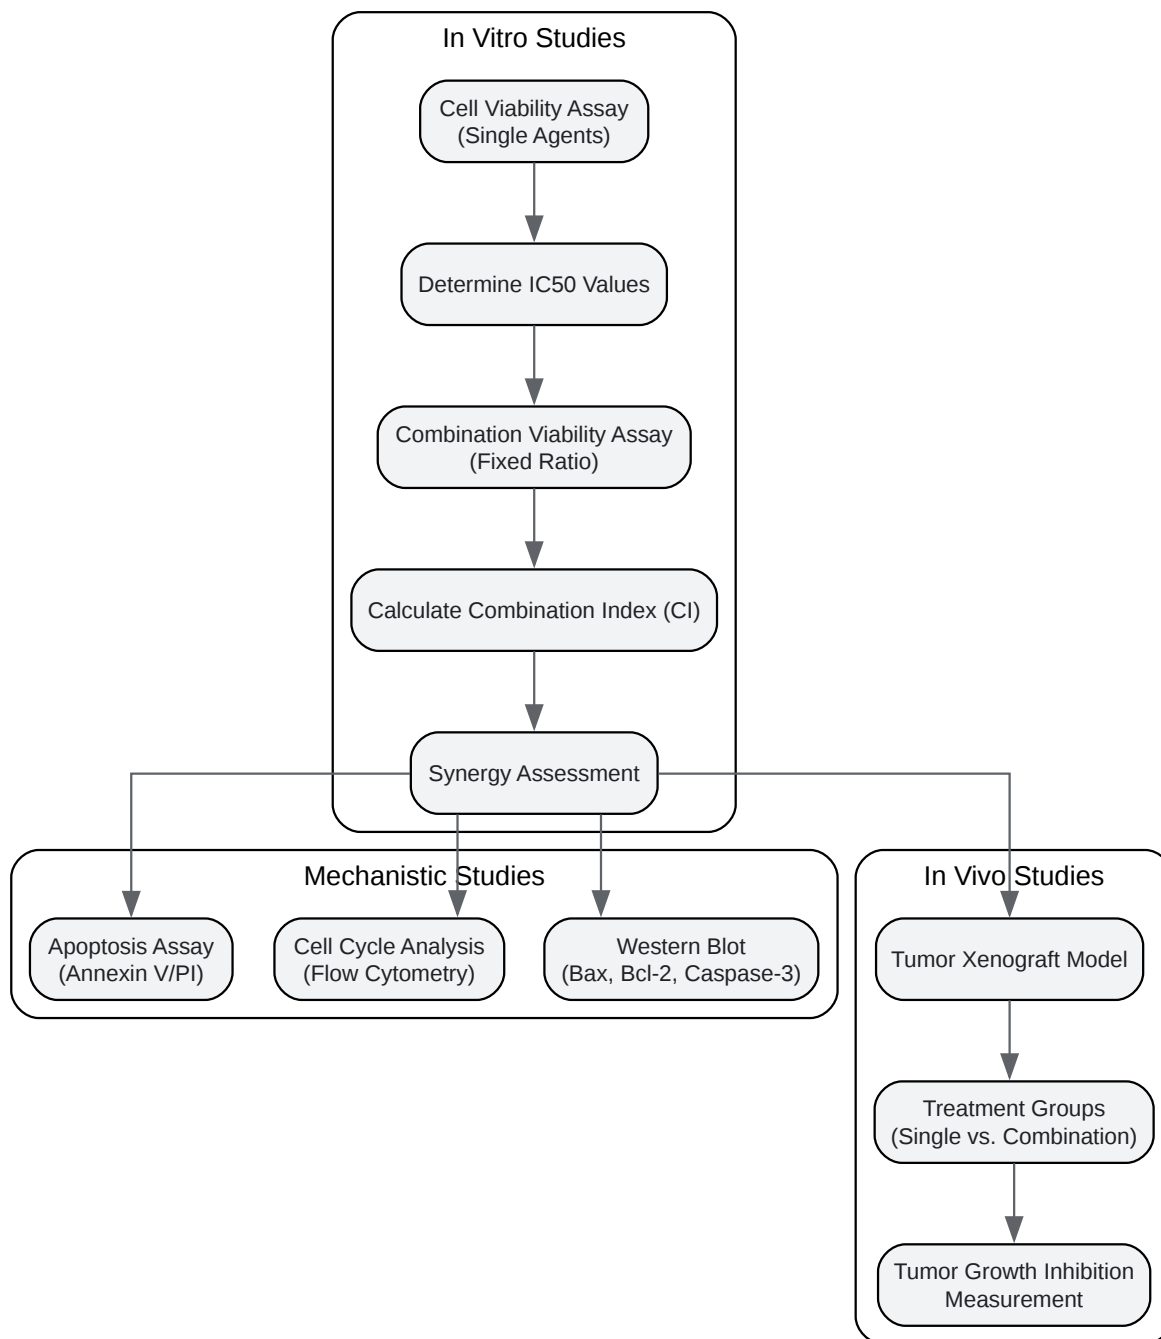 In Vitro Studies
Cell Viability Assay
(Single Agents)
Determine IC50 Values
Combination Viability Assay
(Fixed Ratio)
Calculate Combination Index (CI)
Synergy Assessment
Mechanistic Studies
Apoptosis Assay
(Annexin V/PI)
Cell Cycle Analysis
(Flow Cytometry)
Western Blot
(Bax, Bcl-2, Caspase-3)
In Vivo Studies
Tumor Xenograft Model
Treatment Groups
(Single vs. Combination)
Tumor Growth Inhibition
Measurement